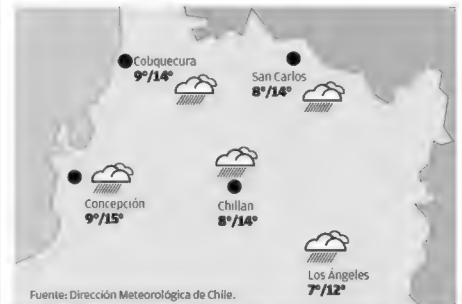 Cobquecura
9°/14°
San Carlos
8°/14°
Concepción
9°/15°
Chillan
8°/14°
Los Ángeles
7°/12°
Fuente: Dirección Meteorológica de Chile.